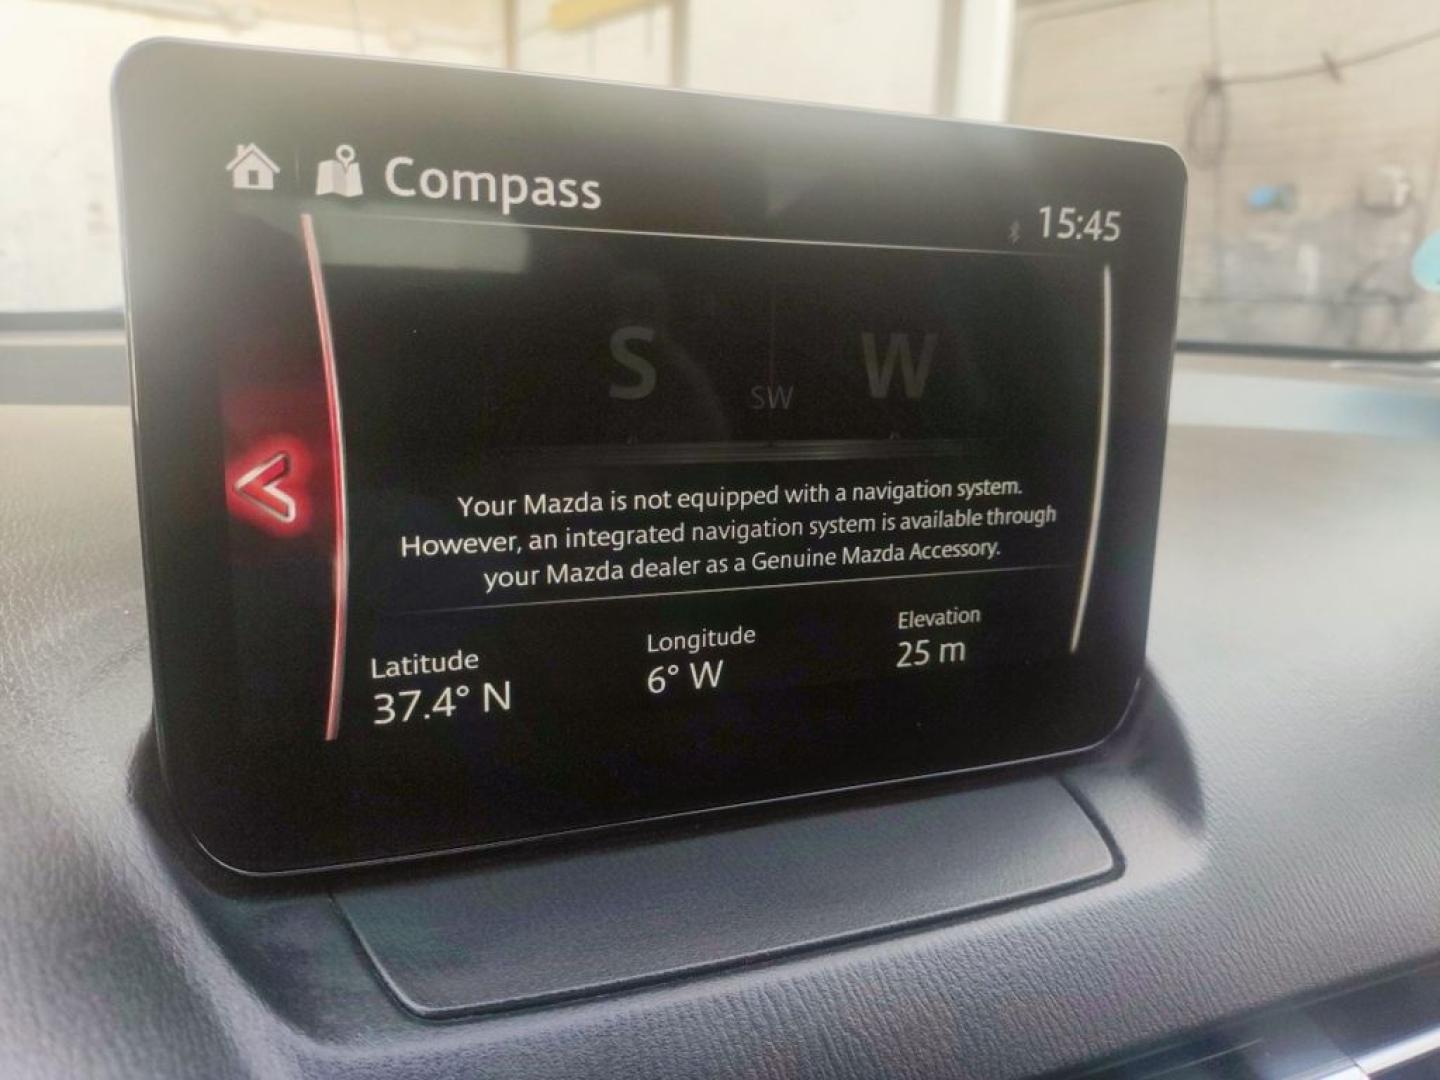 Compass
15:45
S
SW
W
Your Mazda is not equipped with a navigation system.
However, an integrated navigation system is available through
your Mazda dealer as a Genuine Mazda Accessory.
Latitude
37.4° N
Longitude
6° W
Elevation
25 m